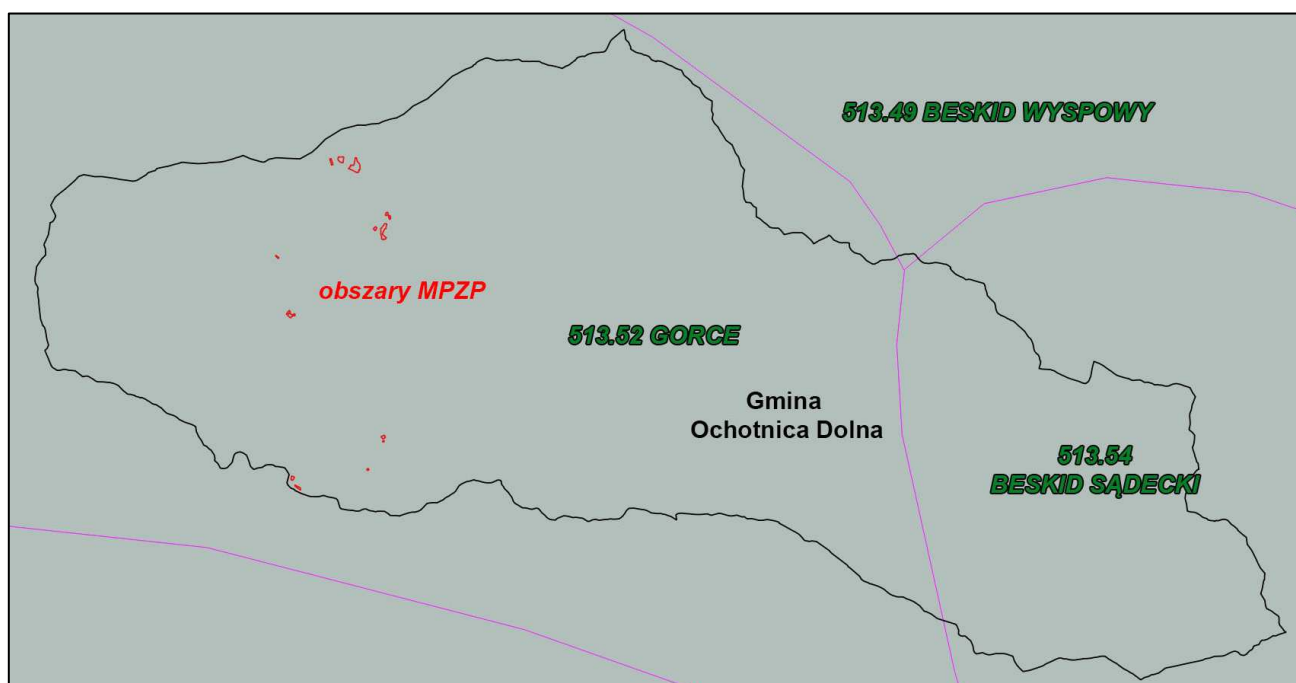 513.49 BESKID WYSPOWY
obszary MPZP
513.52 GORCE
Gmina
Ochotnica Dolna
513.54
BESKID SĄDECKI